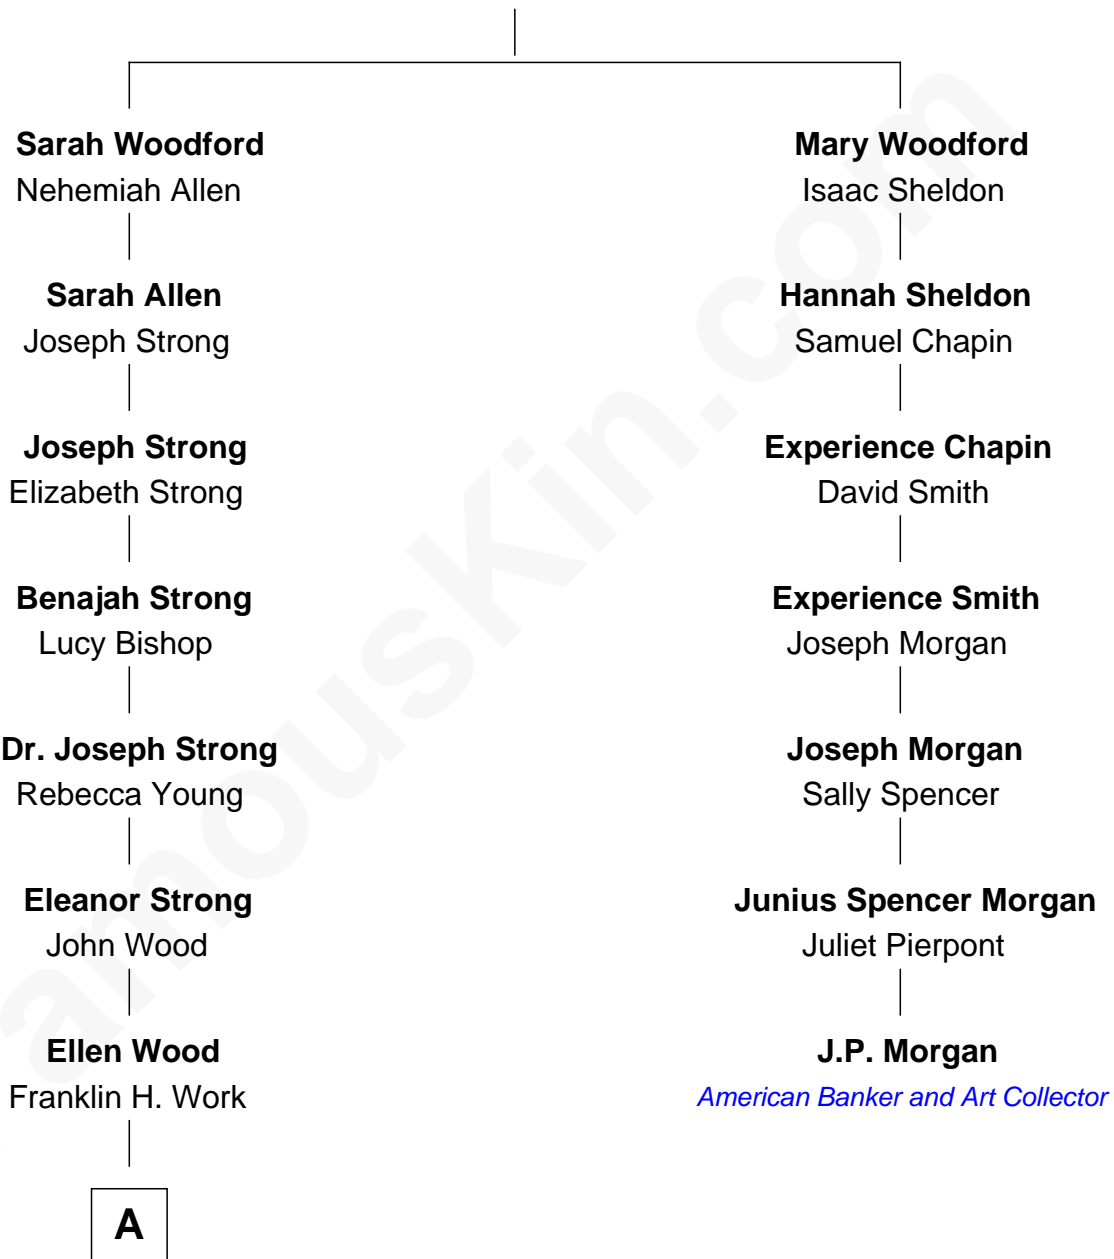 Sarah Woodford
Nehemiah Allen
Sarah Allen
Joseph Strong
Joseph Strong
Elizabeth Strong
Benajah Strong
Lucy Bishop
Dr. Joseph Strong
Rebecca Young
Eleanor Strong
John Wood
Ellen Wood
Franklin H. Work
A
Mary Woodford
Isaac Sheldon
Hannah Sheldon
Samuel Chapin
Experience Chapin
David Smith
Experience Smith
Joseph Morgan
Joseph Morgan
Sally Spencer
Junius Spencer Morgan
Juliet Pierpont
J.P. Morgan
American Banker and Art Collector
amousKin.com